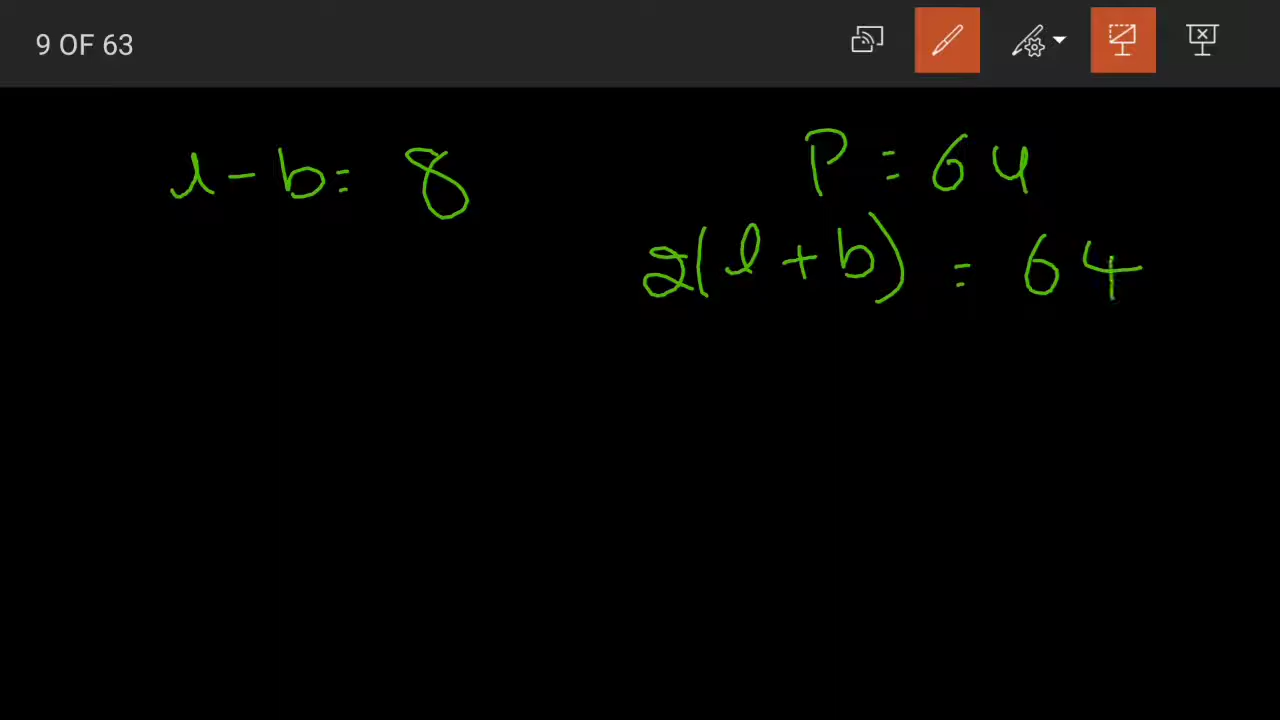 9 OF 63
l - b = 8
P = 64
2(l + b) = 64